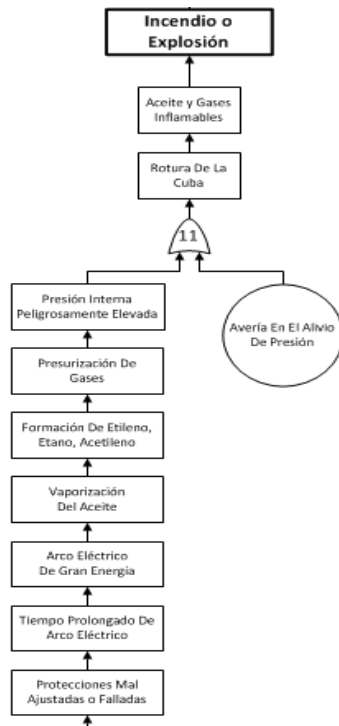 Incendio o
Explosión
Aceite y Gases
Inflamables
Rotura De La
Cuba
11
Presión Interna
Peligrosamente Elevada
Avería En El Alivio
De Presión
Presurización De
Gases
Formación De Etileno,
Etano, Acetileno
Vaporización
Del Aceite
Arco Eléctrico
De Gran Energía
Tiempo Prolongado De
Arco Eléctrico
Protecciones Mal
Ajustadas o Falladas